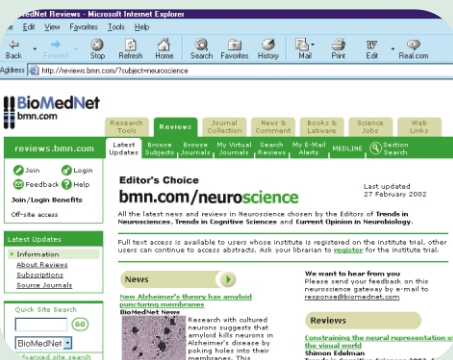 MedNet Reviews - Microsoft Internet Explorer
Edit View Favorites Tools Help
Back Forward Stop Refresh Home Search Favorites History Mail Print Edit Real.com
Address http://reviews.bmn.com/?subject=neuroscience
BioMedNet
bmn.com
Research Tools
Reviews
Journal Collection
News & Comment
Books & Labware
Science Jobs
Web Links
reviews.bmn.com
Latest Updates
Browse Subjects
Browse Journals
My Virtual Journals
Search Reviews
My E-Mail Alerts
MEDLINE
Section Search
Join Login
Feedback Help
Join/Login Benefits
Off-site access
Editor's Choice
bmn.com/neuroscience
Last updated
27 February 2002
All the latest news and reviews in Neuroscience chosen by the Editors of Trends in
Neurosciences, Trends in Cognitive Sciences and Current Opinion in Neurobiology.
Latest Updates
Information
About Reviews
Subscriptions
Source Journals
Full text access is available to users whose institute is registered on the institute trial, other
users can continue to access abstracts. Ask your librarian to register for the institute trial.
Quick Site Search
GO
BioMedNet
Advanced site search
News
New Alzheimer's theory has amyloid
puncturing membranes
BioMedNet News
Research with cultured
neurons suggests that
amyloid kills neurons in
Alzheimer's disease by
poking holes into their
membranes. This
We want to hear from you
Please send your feedback on this
neuroscience gateway by e-mail to
response@biomednet.com
Reviews
Constraining the neural representation of
the visual world
Shimon Edelman